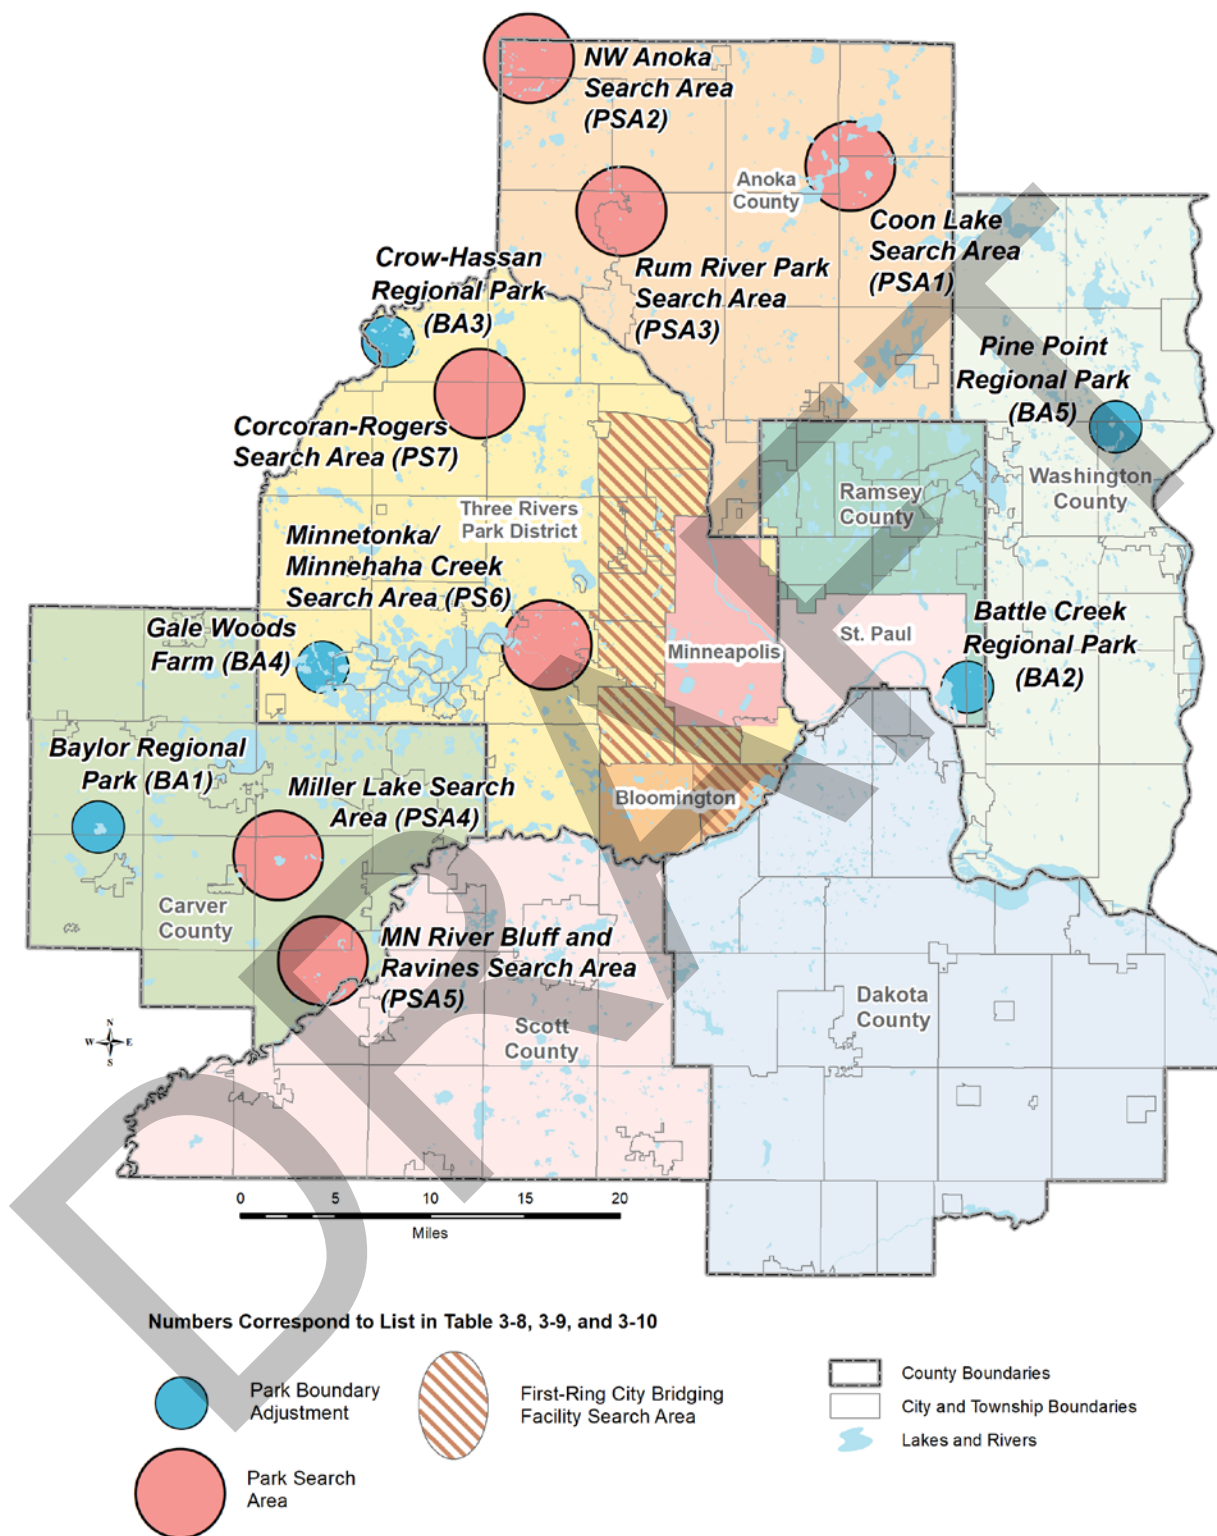 NW Anoka
Search Area
(PSA2)
Anoka
County
Coon Lake
Search Area
(PSA1)
Crow-Hassan
Regional Park
(BA3)
Rum River Park
Search Area
(PSA3)
Pine Point
Regional Park
(BA5)
Corcoran-Rogers
Search Area (PS7)
Washington
County
Ramsey
County
Three Rivers
Park District
Minnetonka/
Minnehaha Creek
Search Area (PS6)
Battle Creek
Regional Park
(BA2)
Gale Woods
Farm (BA4)
St. Paul
Minneapolis
Baylor Regional
Park (BA1)
Miller Lake Search
Area (PSA4)
Bloomington
Carver
County
MN River Bluff and
Ravines Search Area
(PSA5)
Dakota
County
Scott
County
N
W E
S
0 5 10 15 20
Miles
DRAFT
Numbers Correspond to List in Table 3-8, 3-9, and 3-10
Park Boundary
Adjustment
First-Ring City Bridging
Facility Search Area
County Boundaries
City and Township Boundaries
Lakes and Rivers
Park Search
Area